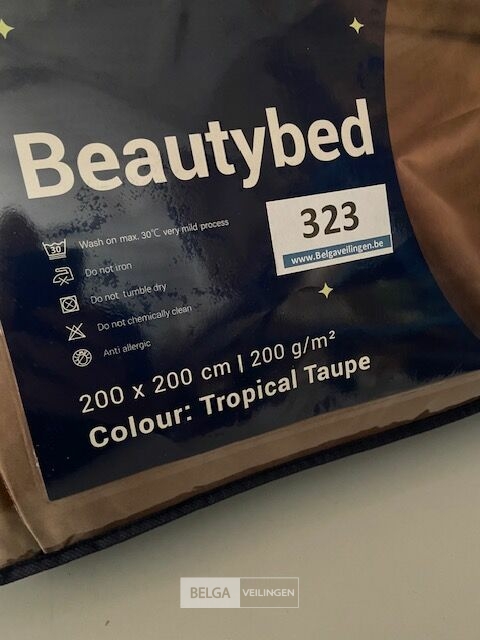 Beautybed
323
www.Belgaveilingen.be
30
Wash on max. 30°C very mild process
Do not iron
Do not tumble dry
Do not chemically clean
Anti allergic
200 x 200 cm | 200 g/m²
Colour: Tropical Taupe
BELGA VEILINGEN